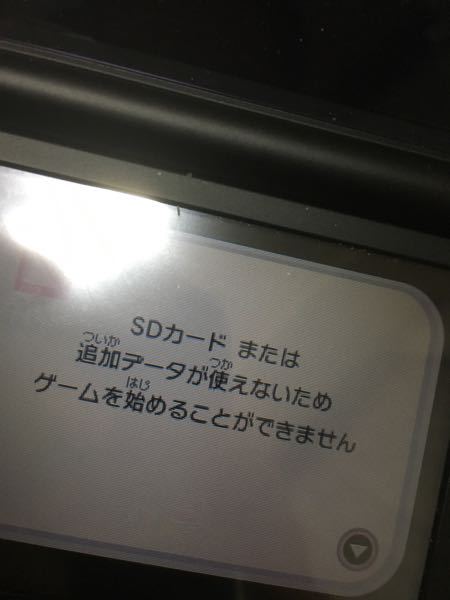 SDカード または
追加データが使えないため
ゲームを始めることができません